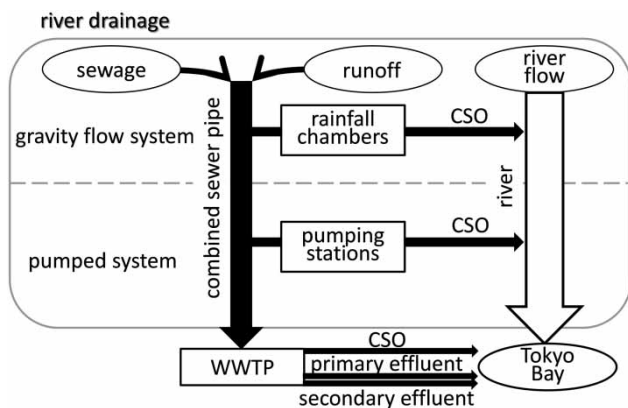 river drainage
sewage
runoff
river
flow
gravity flow system
rainfall
chambers
CSO
combined sewer pipe
river
pumped system
pumping
stations
CSO
WWTP
CSO
primary effluent
secondary effluent
Tokyo
Bay